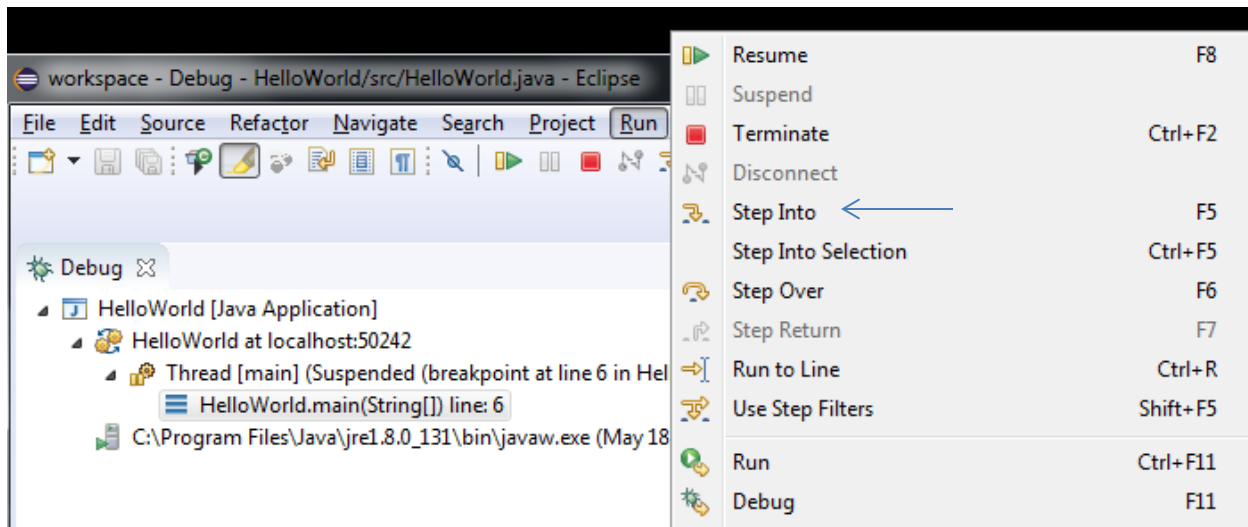 workspace - Debug - HelloWorld/src/HelloWorld.java - Eclipse
File Edit Source Refactor Navigate Search Project Run
Debug
HelloWorld [Java Application]
HelloWorld at localhost:50242
Thread [main] (Suspended (breakpoint at line 6 in Hel
HelloWorld.main(String[]) line: 6
C:\Program Files\Java\jre1.8.0_131\bin\javaw.exe (May 18
Resume F8
Suspend
Terminate Ctrl+F2
Disconnect
Step Into F5
Step Into Selection Ctrl+F5
Step Over F6
Step Return F7
Run to Line Ctrl+R
Use Step Filters Shift+F5
Run Ctrl+F11
Debug F11